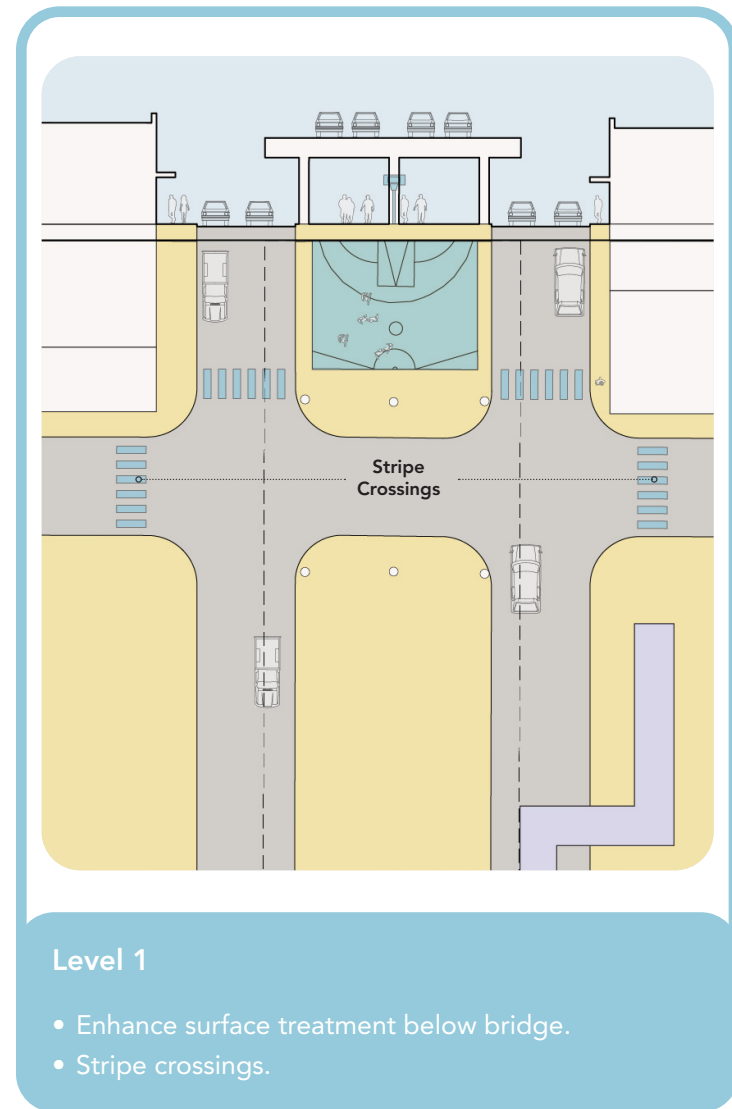 Stripe
Crossings
Level 1
• Enhance surface treatment below bridge.
• Stripe crossings.